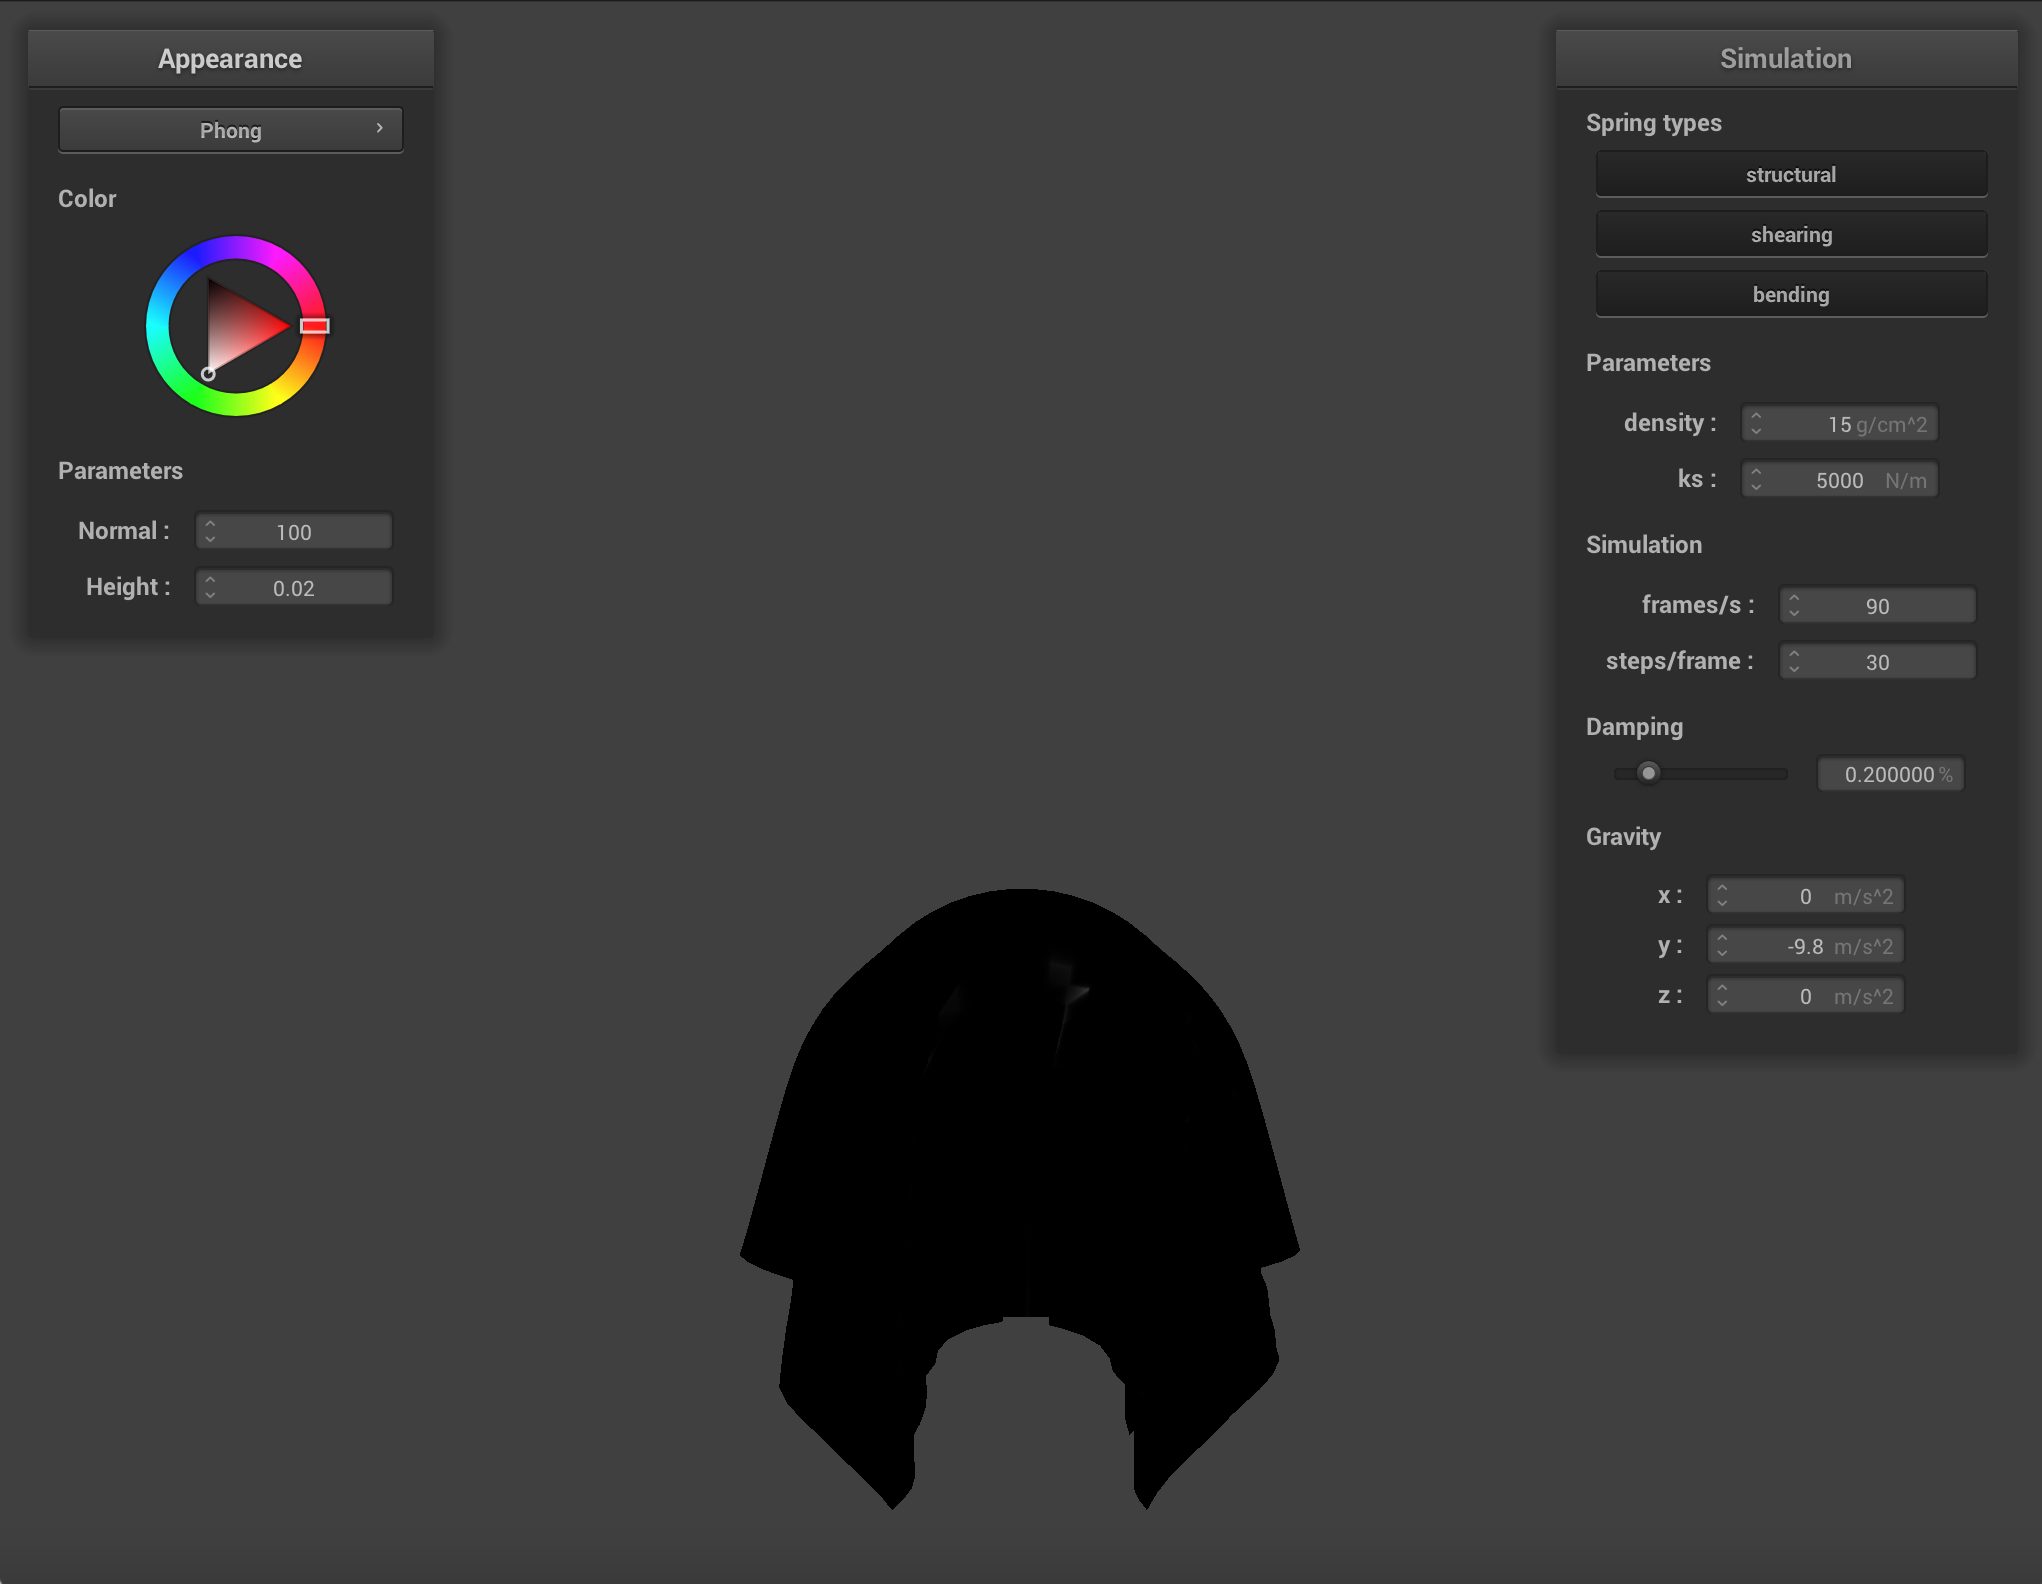 Appearance
Phong
Color
Parameters
Normal : 100
Height : 0.02
Simulation
Spring types
structural
shearing
bending
Parameters
density : 15 g/cm^2
ks : 5000 N/m
Simulation
frames/s : 90
steps/frame : 30
Damping
0.200000 %
Gravity
x : 0 m/s^2
y : -9.8 m/s^2
z : 0 m/s^2